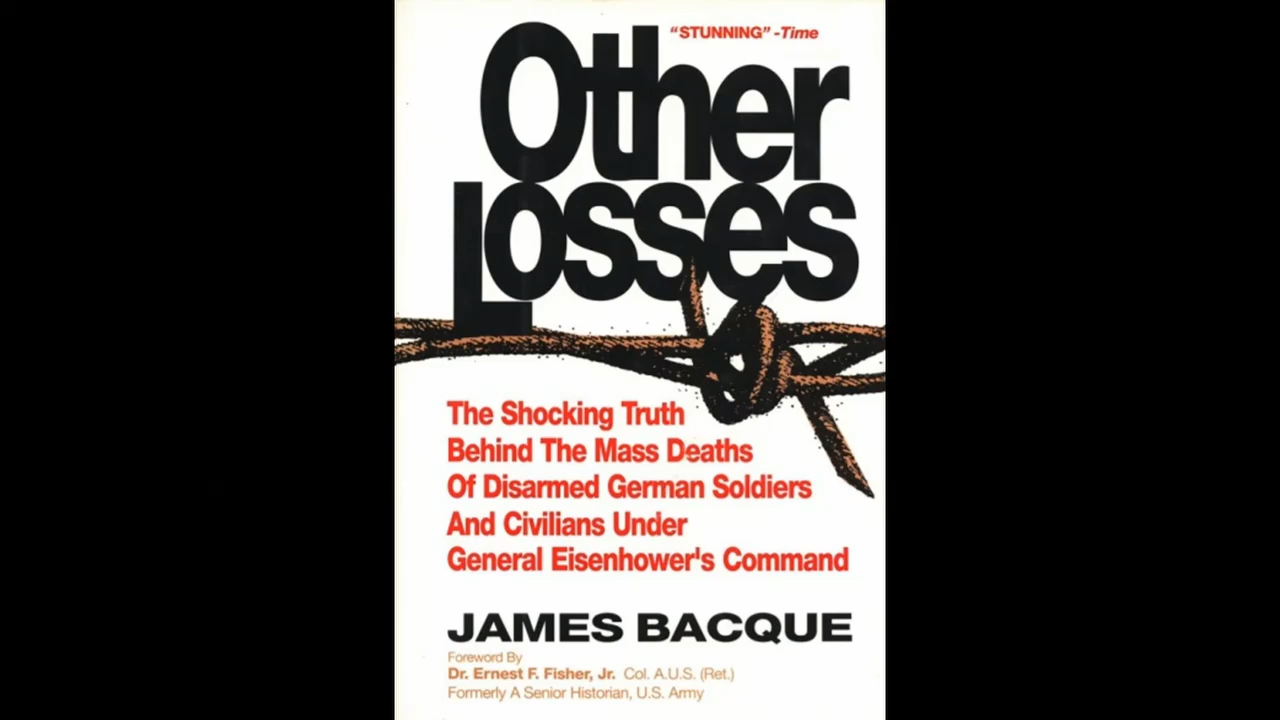 "STUNNING" -Time
Other
Losses
The Shocking Truth
Behind The Mass Deaths
Of Disarmed German Soldiers
And Civilians Under
General Eisenhower's Command
JAMES BACQUE
Foreword By
Dr. Ernest F. Fisher, Jr. Col. A.U.S. (Ret.)
Formerly A Senior Historian, U.S. Army